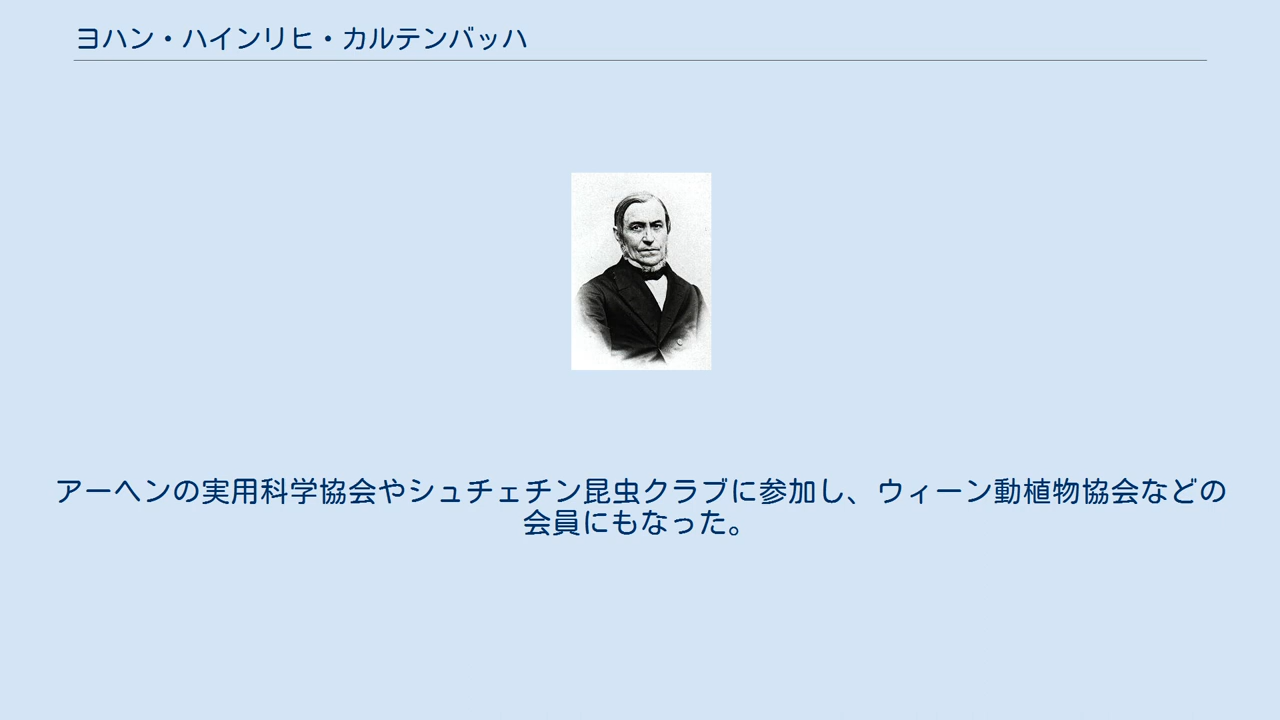 ヨハン・ハインリヒ・カルテンバッハ
アーヘンの実用科学協会やシュチェチン昆虫クラブに参加し、ウィーン動植物協会などの
会員にもなった。